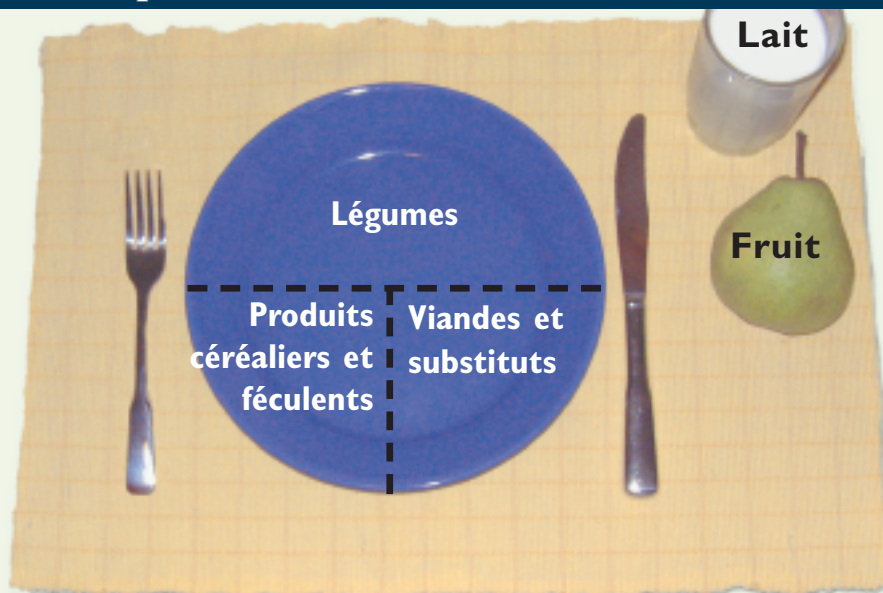 Lait
Légumes
Fruit
Produits
céréaliers et
féculents
Viandes et
substituts